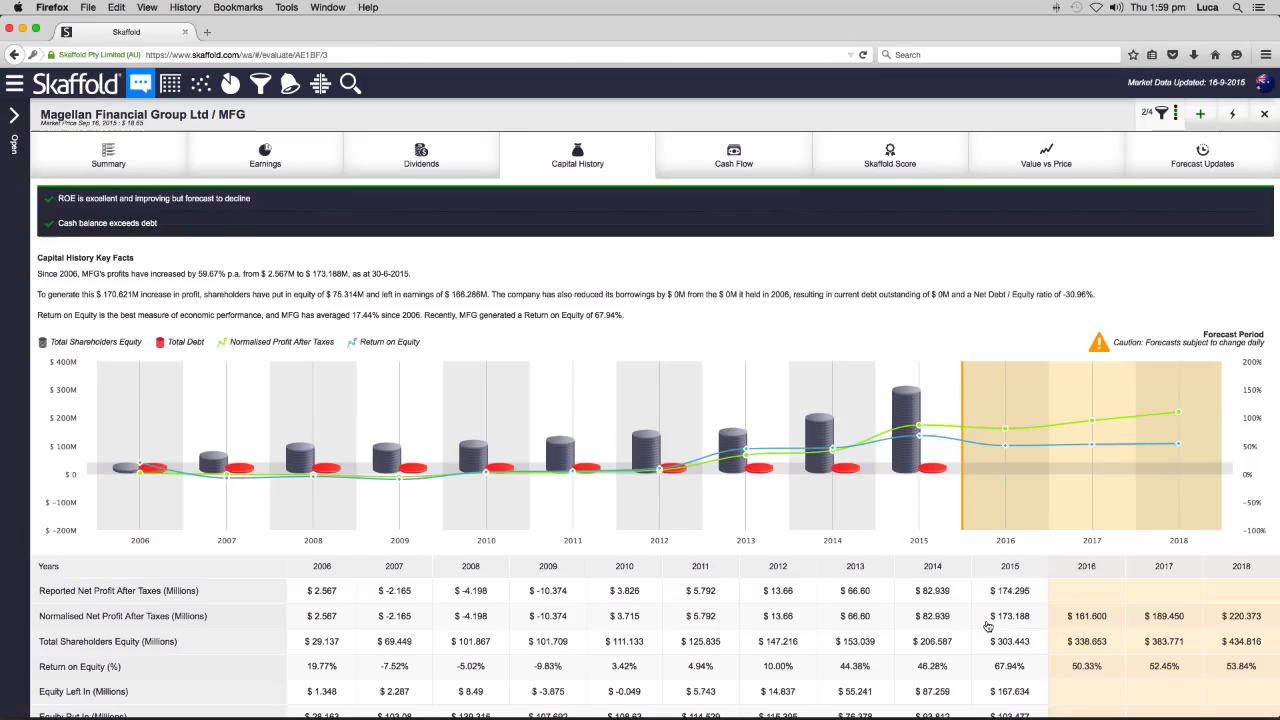 Firefox File Edit View History Bookmarks Tools Window Help Thu 1:59 pm Luca
Skaffold
Skaffold Pty Limited (AU) https://www.skaffold.com/wa/#/evaluate/AE1BF/3 Search
Skaffold Market Data Updated: 16-9-2015
Magellan Financial Group Ltd / MFG 2/4
Market Price Sep 16, 2015 : $ 18.65
Open
Summary Earnings Dividends Capital History Cash Flow Skaffold Score Value vs Price Forecast Updates
ROE is excellent and improving but forecast to decline
Cash balance exceeds debt
Capital History Key Facts
Since 2006, MFG's profits have increased by 59.67% p.a. from $ 2.567M to $ 173.188M, as at 30-6-2015.
To generate this $ 170.621M increase in profit, shareholders have put in equity of $ 75.314M and left in earnings of $ 166.286M. The company has also reduced its borrowings by $ 0M from the $ 0M it held in 2006, resulting in current debt outstanding of $ 0M and a Net Debt / Equity ratio of -30.96%.
Return on Equity is the best measure of economic performance, and MFG has averaged 17.44% since 2006. Recently, MFG generated a Return on Equity of 67.94%.
Total Shareholders Equity Total Debt Normalised Profit After Taxes Return on Equity
Forecast Period
Caution: Forecasts subject to change daily
$ 400M 200%
$ 300M 150%
$ 200M 100%
$ 100M 50%
$ 0 0%
$ -100M -50%
$ -200M -100%
2006 2007 2008 2009 2010 2011 2012 2013 2014 2015 2016 2017 2018
Years 2006 2007 2008 2009 2010 2011 2012 2013 2014 2015 2016 2017 2018
Reported Net Profit After Taxes (Millions) $ 2.567 $ -2.165 $ -4.198 $ -10.374 $ 3.826 $ 5.792 $ 13.66 $ 66.60 $ 82.939 $ 174.295
Normalised Net Profit After Taxes (Millions) $ 2.567 $ -2.165 $ -4.198 $ -10.374 $ 3.715 $ 5.792 $ 13.66 $ 66.60 $ 82.939 $ 173.188 $ 161.600 $ 189.450 $ 220.373
Total Shareholders Equity (Millions) $ 29.137 $ 69.449 $ 101.867 $ 101.709 $ 111.133 $ 125.835 $ 147.216 $ 153.039 $ 206.587 $ 303.443 $ 338.653 $ 383.771 $ 434.816
Return on Equity (%) 19.77% -7.52% -5.02% -9.83% 3.42% 4.94% 10.00% 44.38% 46.28% 67.94% 50.33% 52.45% 53.84%
Equity Left In (Millions) $ 1.348 $ 2.287 $ 8.49 $ -3.875 $ -0.049 $ 5.743 $ 14.837 $ 55.241 $ 87.259 $ 167.634